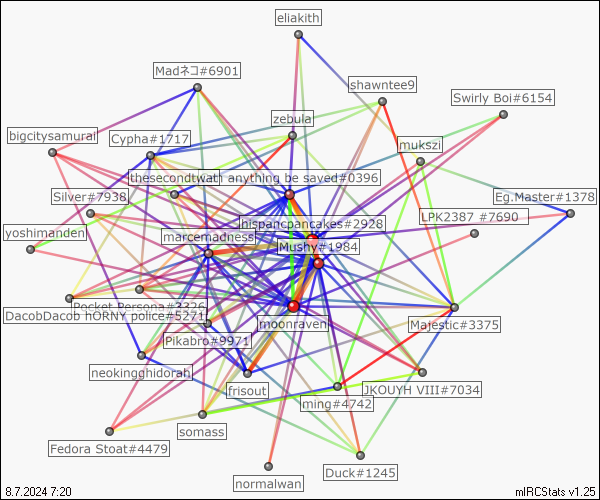 eliakith
Madネコ#6901
shawntee9
Swirly Boi#6154
zebula
bigcitysamurai
Cypha#1717
mukszi
thesecondtwath anything be saved#0396
Silver#7938
Eg.Master#1378
LPK2387 #7690
hispancpancakes#2928
yoshimanden
marcemadness
Mushy#1984
Pocket Persona#3326
DacobDacob hORNY police#5271
moonraven
Majestic#3375
Pikabro#9971
neokingghidorah
frisout
JKOUYH VIII#7034
ming#4742
somass
Fedora Stoat#4479
Duck#1245
normalwan
8.7.2024 7:20
mIRCStats v1.25